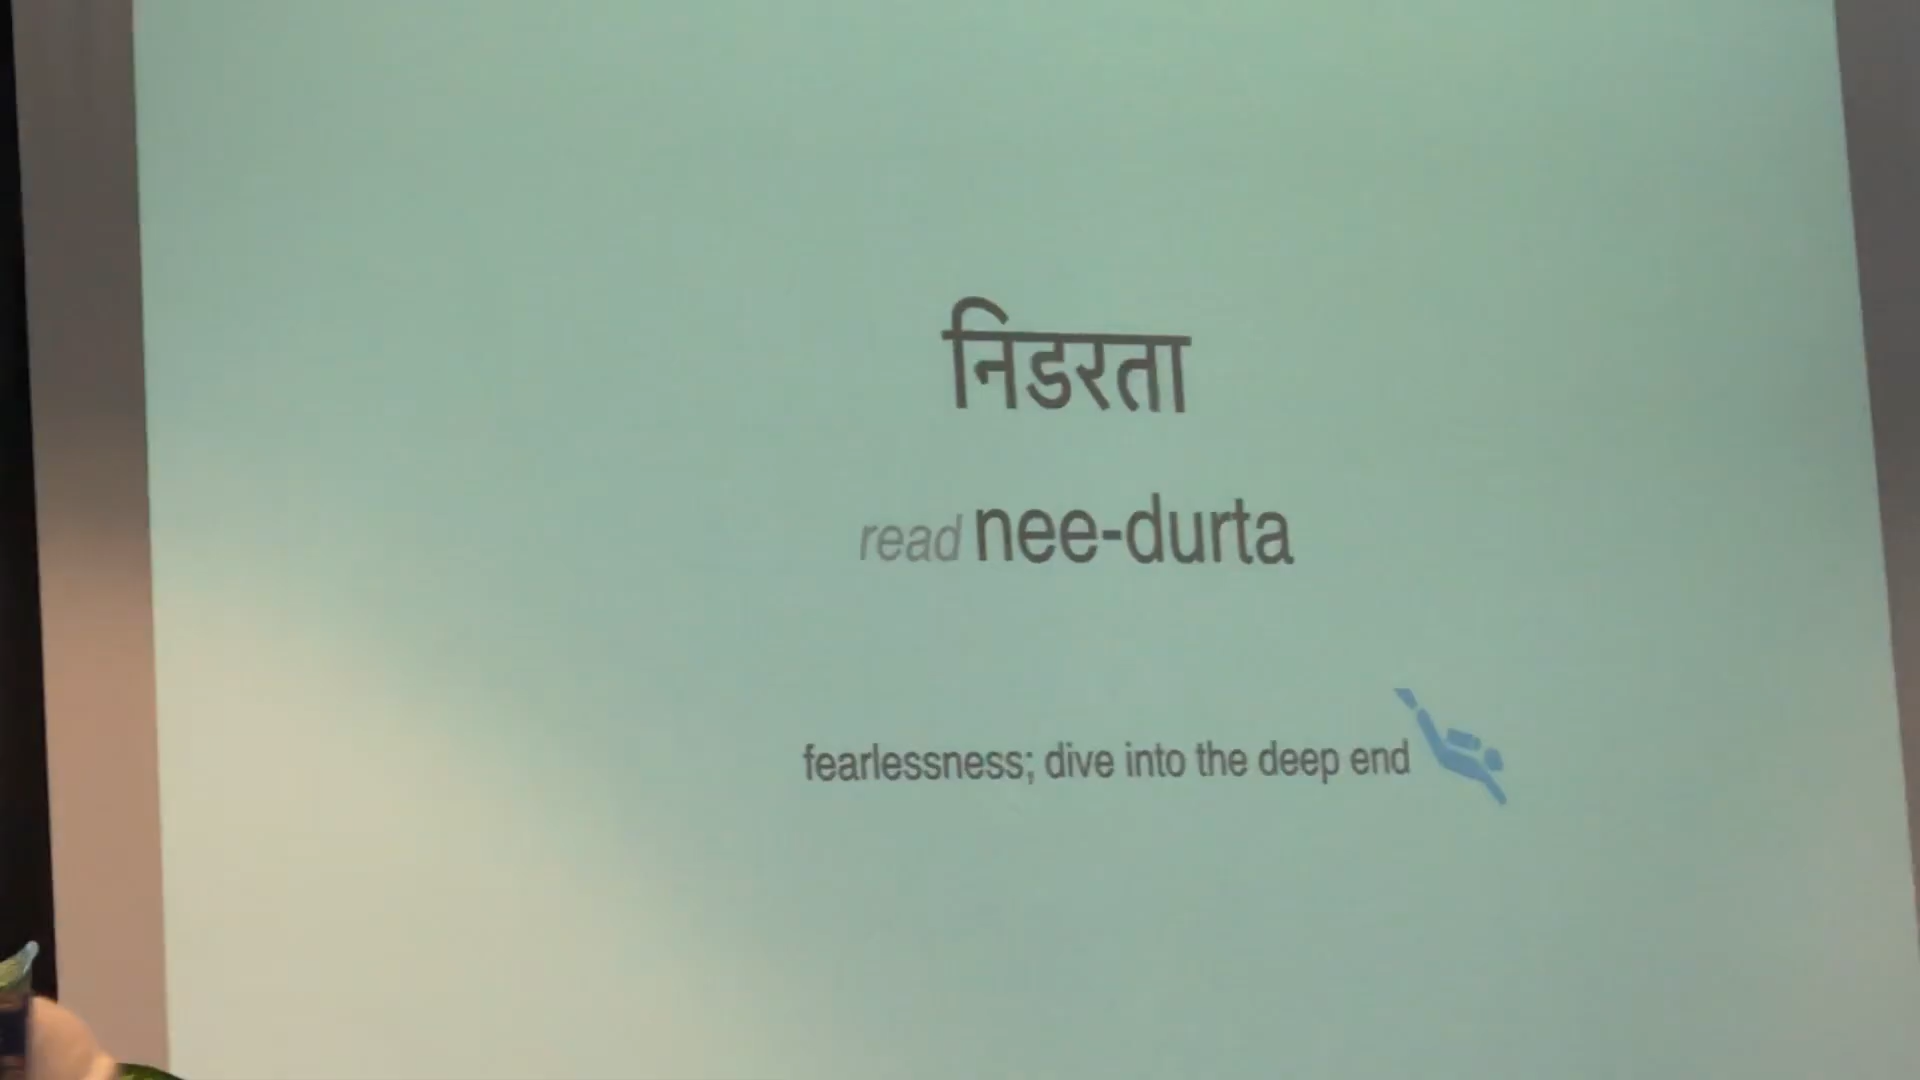 निडरता
read nee-durta
fearlessness; dive into the deep end